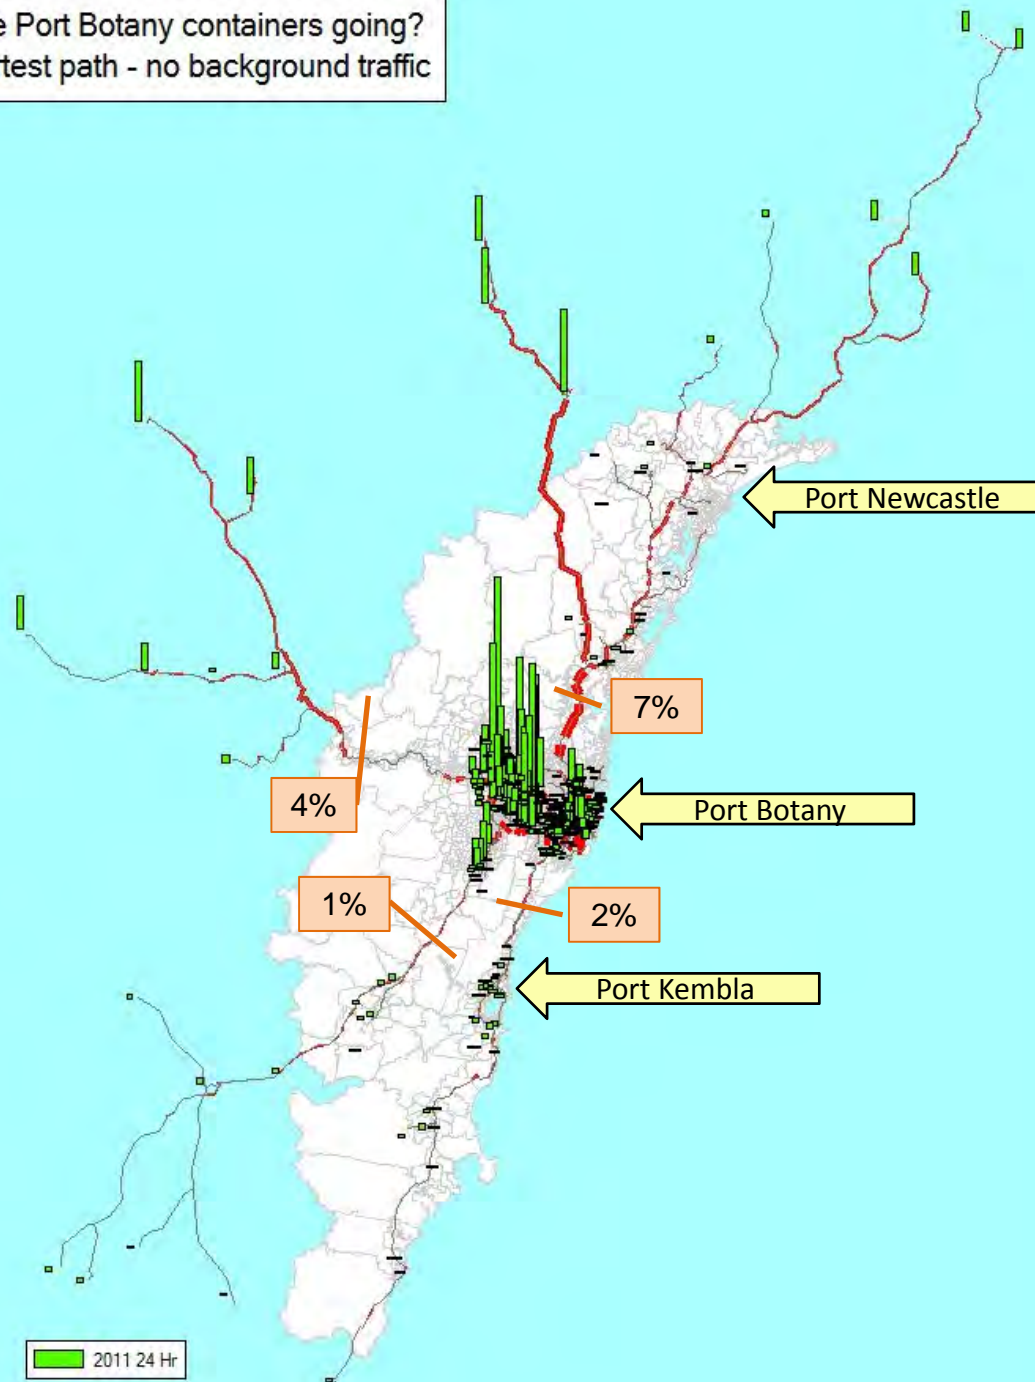 e Port Botany containers going?
rtest path - no background traffic
Port Newcastle
7%
4%
Port Botany
1%
2%
Port Kembla
2011 24 Hr